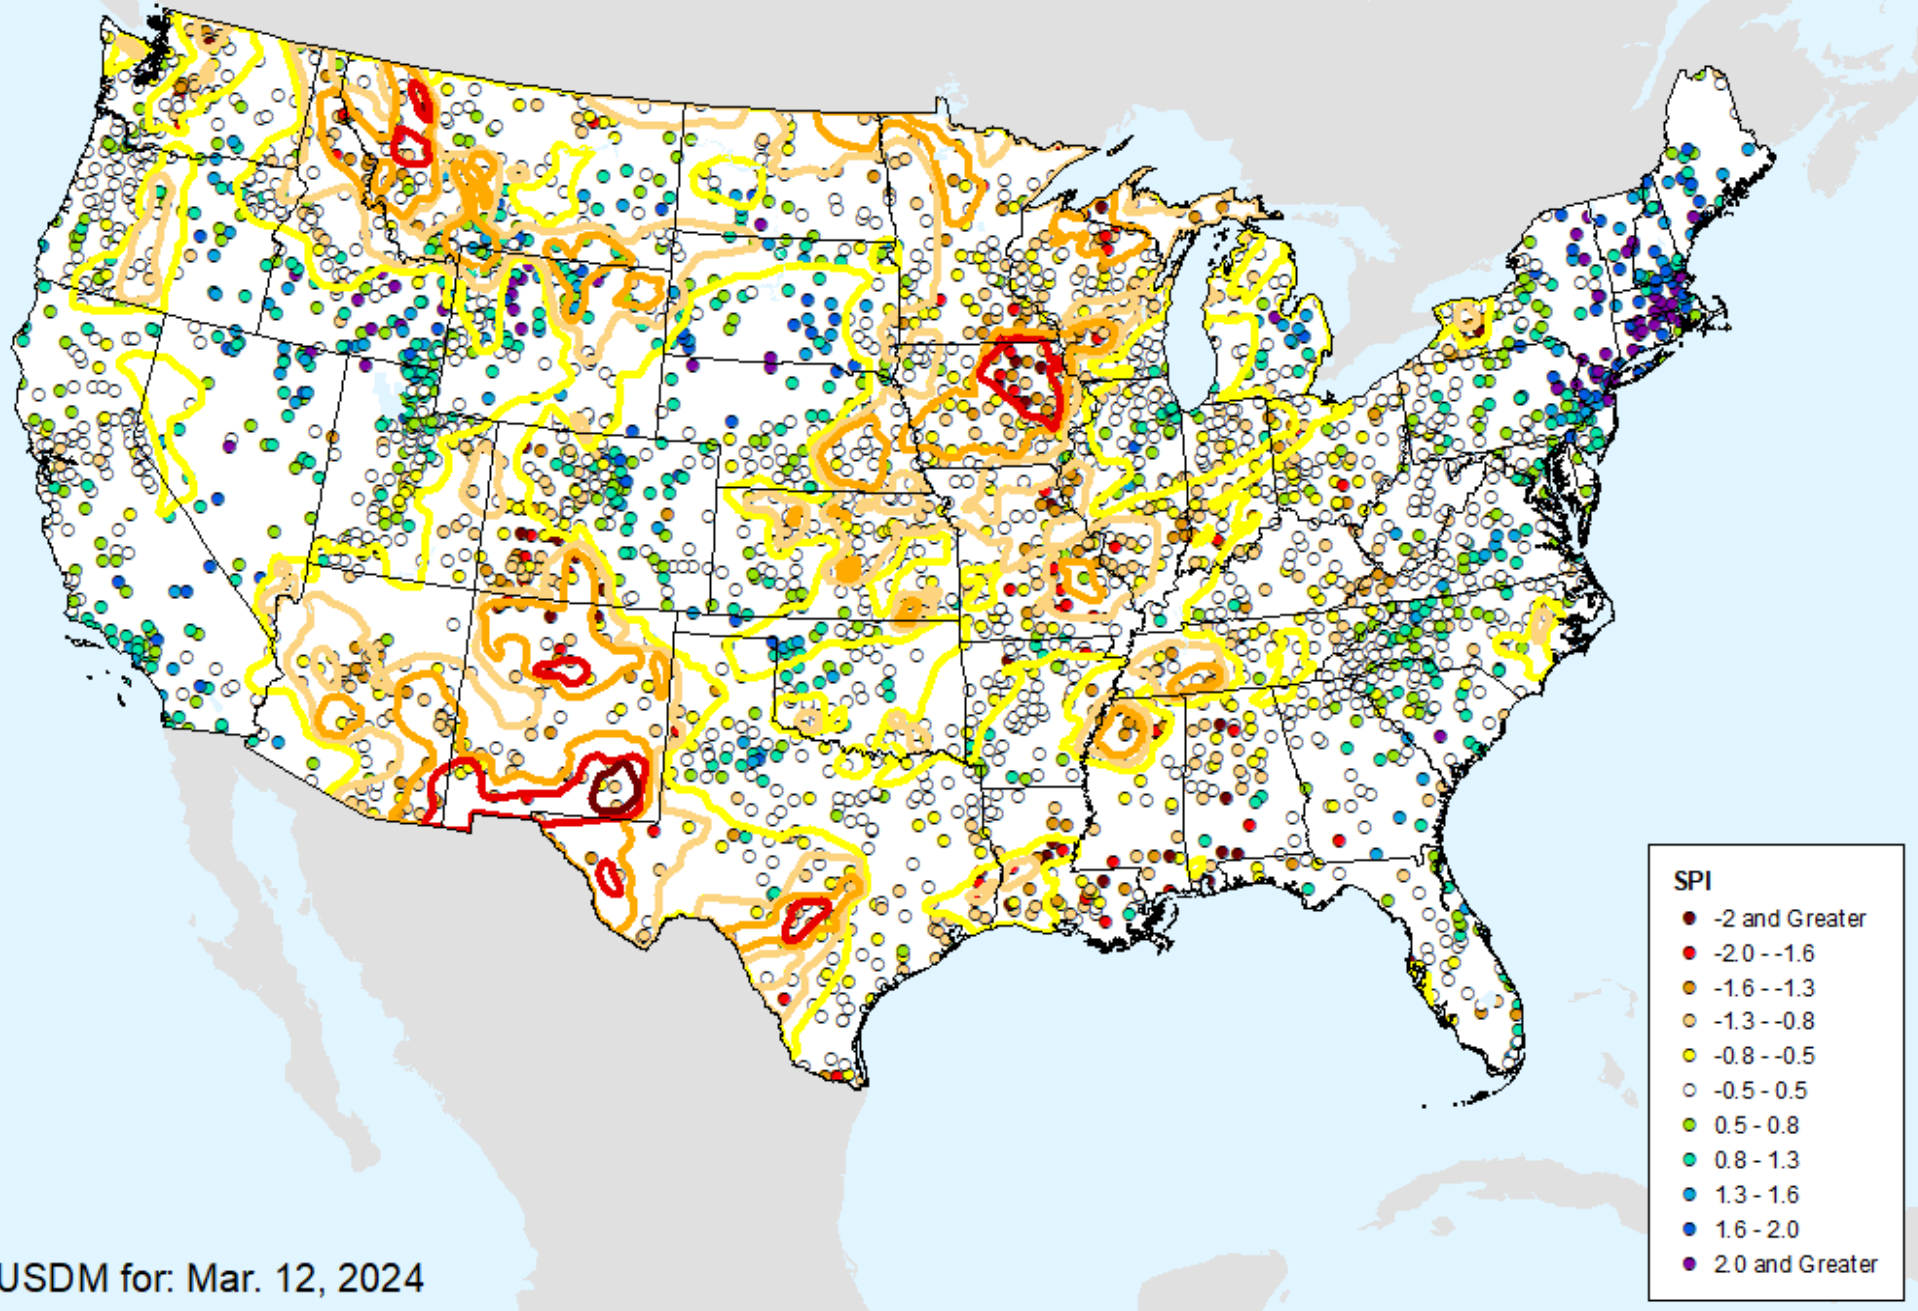 SPI
-2 and Greater
-2.0 - -1.6
-1.6 - -1.3
-1.3 - -0.8
-0.8 - -0.5
-0.5 - 0.5
0.5 - 0.8
0.8 - 1.3
1.3 - 1.6
1.6 - 2.0
2.0 and Greater
USDM for: Mar. 12, 2024